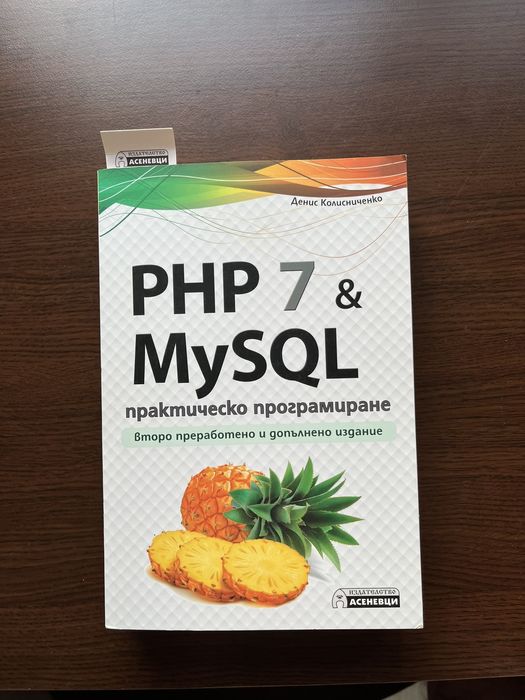 ИЗДАТЕЛСТВО
АСЕНЕВЦИ
Денис Колисниченко
PHP 7 &
MySQL
практическо програмиране
второ преработено и допълнено издание
ИЗДАТЕЛСТВО
АСЕНЕВЦИ